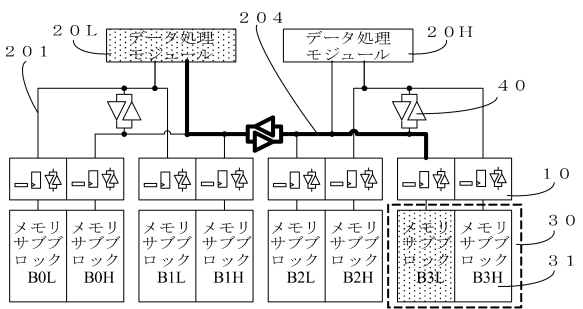 ２０Ｌ
２０４
２０Ｈ
２０１
データ処理
モジュール
データ処理
モジュール
４０
１０
３０
３１
メモリ
サブブ
ロック
B0L
メモリ
サブブ
ロック
B0H
メモリ
サブブ
ロック
B1L
メモリ
サブブ
ロック
B1H
メモリ
サブブ
ロック
B2L
メモリ
サブブ
ロック
B2H
メモリ
サブブ
ロック
B3L
メモリ
サブブ
ロック
B3H